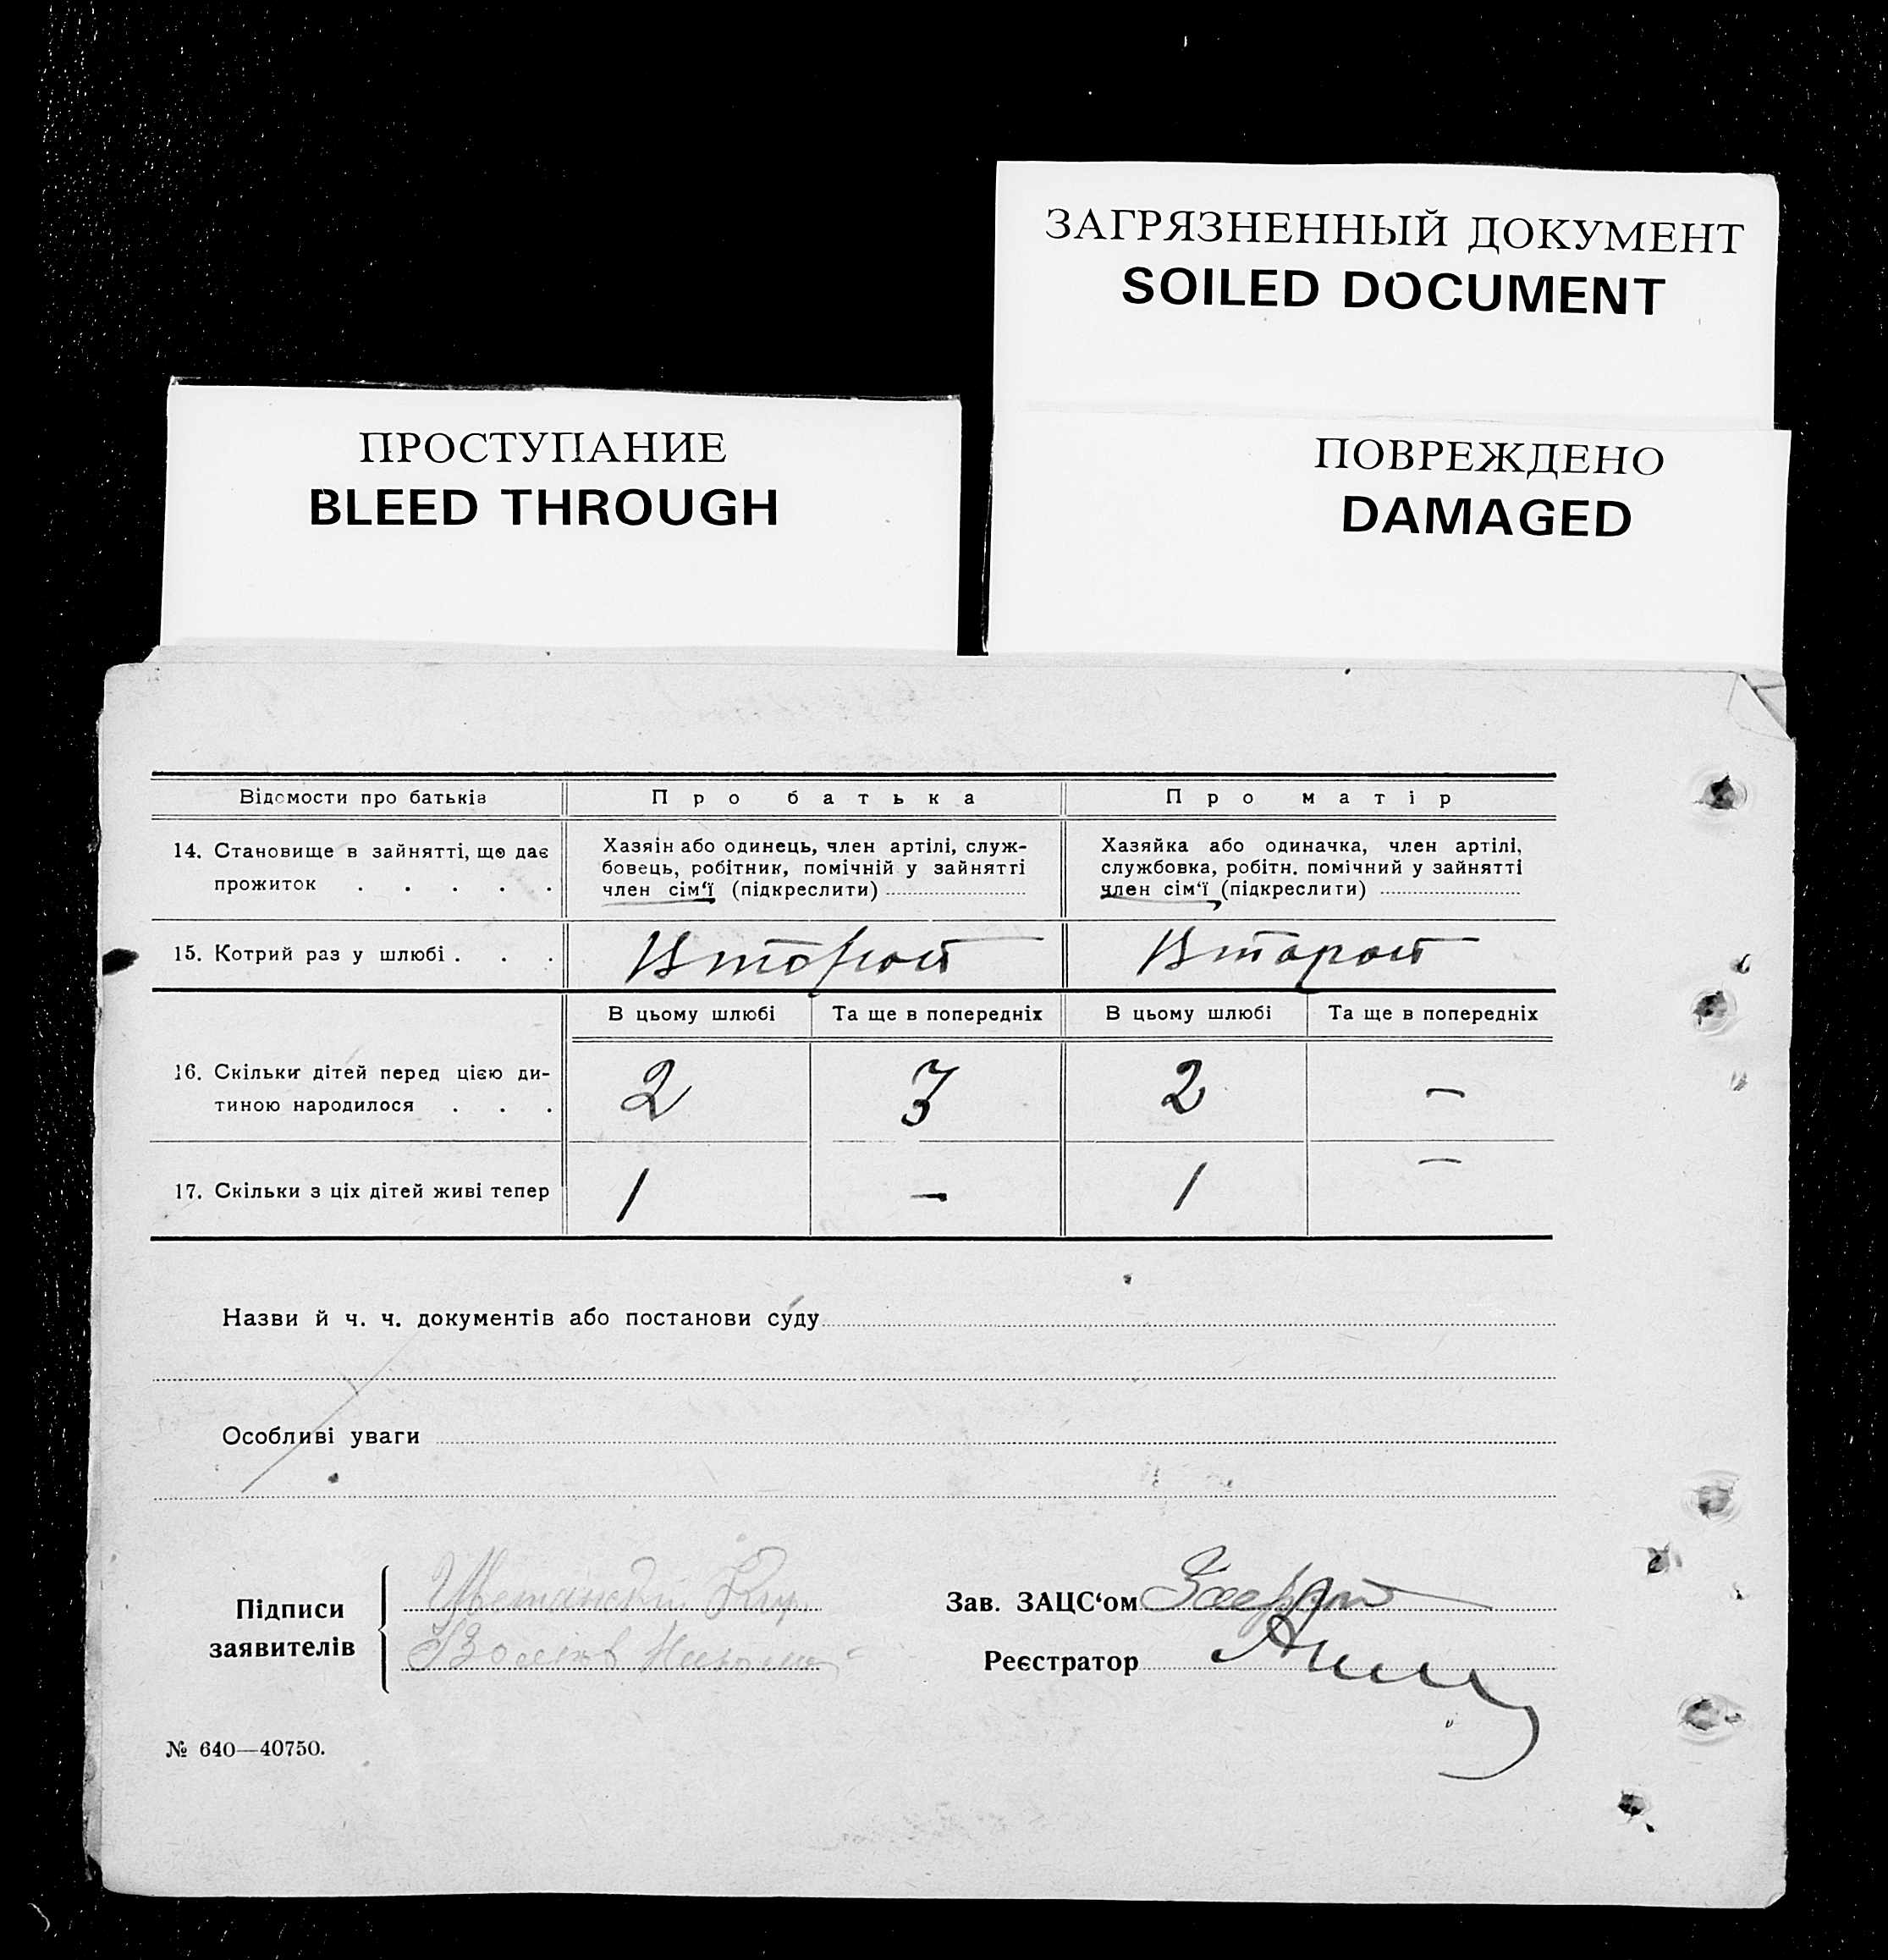 ЗАГРЯЗНЕННЫЙ ДОКУМЕНТ
SOILED DOCUMENT
ПРОСТУПАНИЕ
BLEED THROUGH
ПОВРЕЖДЕНО
DAMAGED
Відомости про батьків
Про батька
Про матір
14. Становище в зайнятті, що дає
прожиток . . . . .
Хазяін або одинець, член артілі, служ-
бовець, робітник, помічній у зайнятті
член сім‘ї (підкреслити)
Хазяйка або одиначка, член артілі,
службовка, робітн. помічний у зайнятті
член сім‘ї (підкреслити)
15. Котрий раз у шлюбі . . .
Второй
Второй
В цьому шлюбі
Та ще в попередніх
В цьому шлюбі
Та ще в попередніх
16. Скільки дітей перед цією ди-
тиною народилося . . .
2
3
2
—
17. Скільки з ціх дітей живі тепер
1
—
1
—
Назви й ч. ч. документів або постанови суду
Особливі уваги
Підписи
заявителів
Зав. ЗАЦС‘ом
Реєстратор
№ 640—40750.